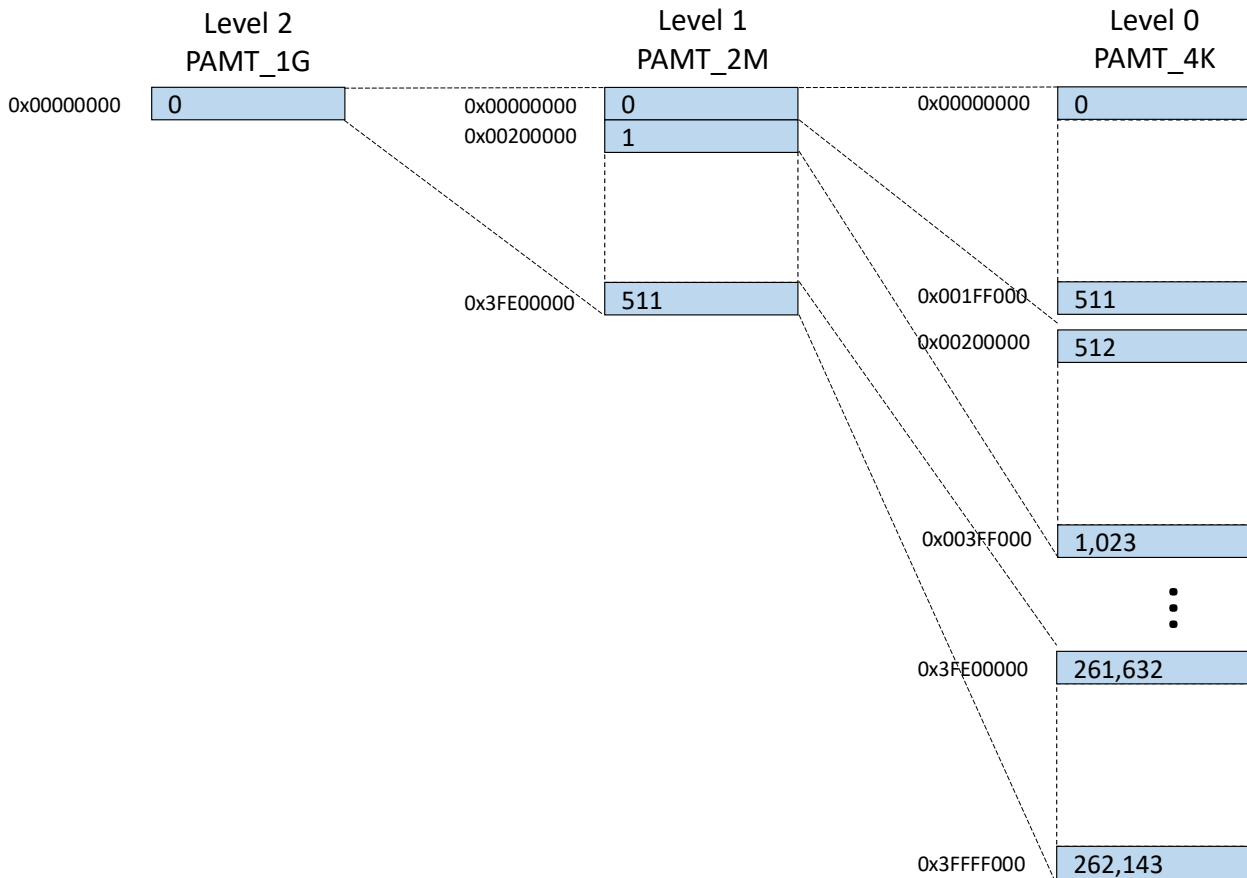 Level 2
PAMT_1G
Level 1
PAMT_2M
Level 0
PAMT_4K
0x00000000
0
0x00000000
0
0x00200000
1
0x3FE00000
511
0x00000000
0
0x001FF000
511
0x00200000
512
0x003FF000
1,023
0x3FE00000
261,632
0x3FFFF000
262,143